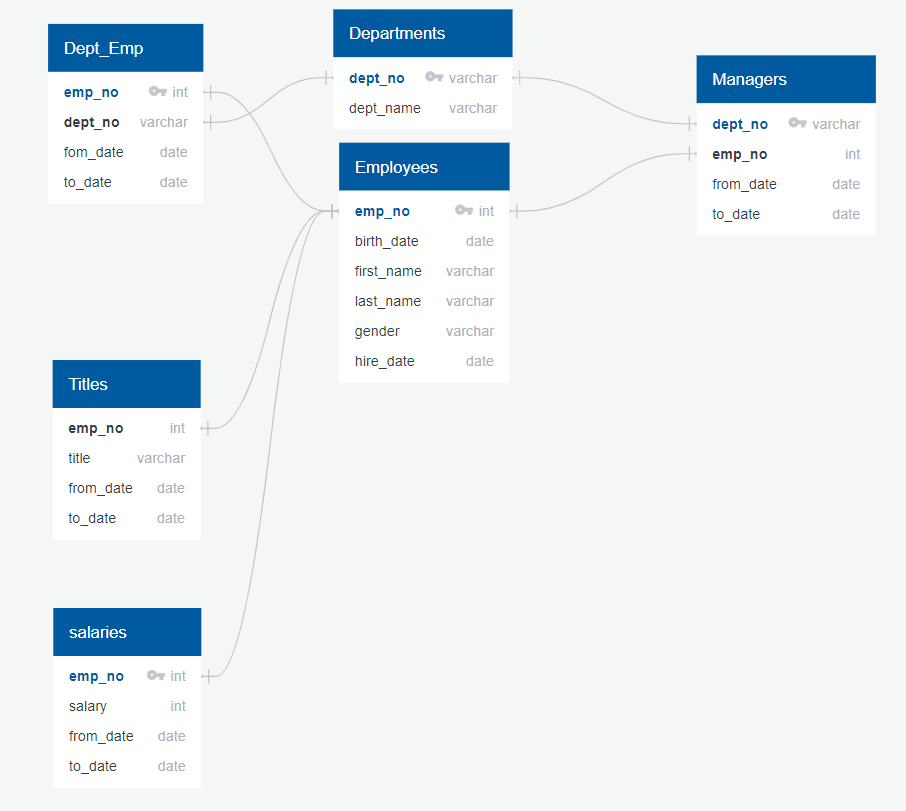 Dept_Emp
emp_no int
dept_no varchar
fom_date date
to_date date
Departments
dept_no varchar
dept_name varchar
Managers
dept_no varchar
emp_no int
from_date date
to_date date
Employees
emp_no int
birth_date date
first_name varchar
last_name varchar
gender varchar
hire_date date
Titles
emp_no int
title varchar
from_date date
to_date date
salaries
emp_no int
salary int
from_date date
to_date date